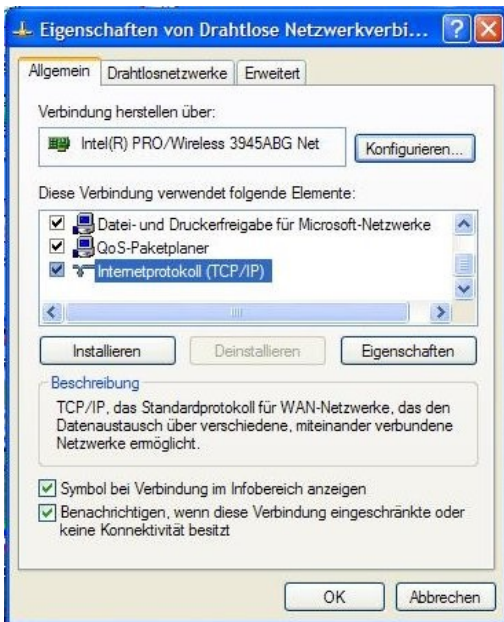 Eigenschaften von Drahtlose Netzwerkverbi...
Allgemein Drahtlosnetzwerke Erweitert
Verbindung herstellen über:
Intel(R) PRO/Wireless 3945ABG Net Konfigurieren...
Diese Verbindung verwendet folgende Elemente:
Datei- und Druckerfreigabe für Microsoft-Netzwerke
QoS-Paketplaner
Internetprotokoll (TCP/IP)
Installieren Deinstallieren Eigenschaften
Beschreibung
TCP/IP, das Standardprotokoll für WAN-Netzwerke, das den
Datenaustausch über verschiedene, miteinander verbundene
Netzwerke ermöglicht.
Symbol bei Verbindung im Infobereich anzeigen
Benachrichtigen, wenn diese Verbindung eingeschränkte oder
keine Konnektivität besitzt
OK Abbrechen